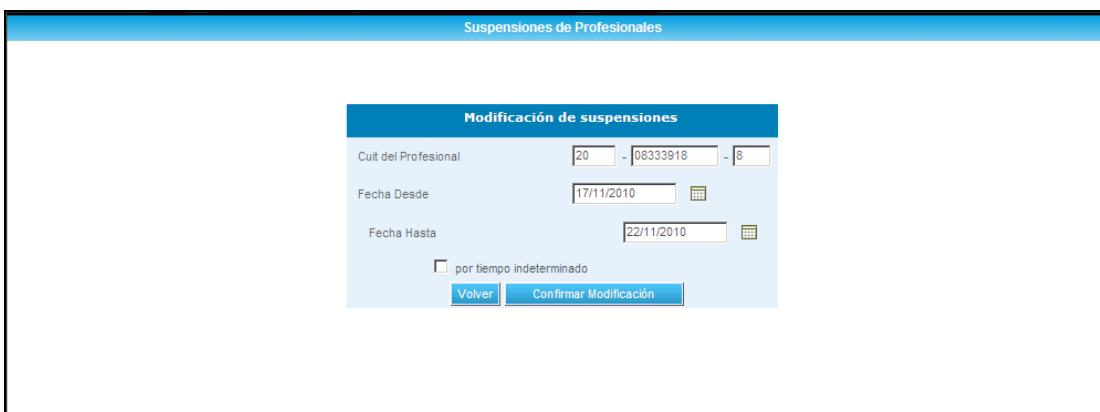 Suspensiones de Profesionales
Modificación de suspensiones
Cuit del Profesional 20 - 08333918 - 8
Fecha Desde 17/11/2010
Fecha Hasta 22/11/2010
por tiempo indeterminado
Volver Confirmar Modificación